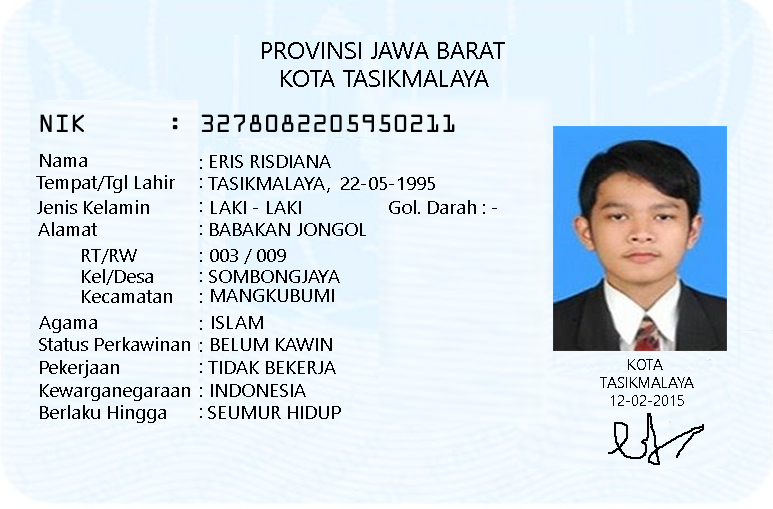 PROVINSI JAWA BARAT
KOTA TASIKMALAYA
NIK : 3278082205950211
Nama : ERIS RISDIANA
Tempat/Tgl Lahir : TASIKMALAYA, 22-05-1995
Jenis Kelamin : LAKI - LAKI Gol. Darah : -
Alamat : BABAKAN JONGOL
RT/RW : 003 / 009
Kel/Desa : SOMBONGJAYA
Kecamatan : MANGKUBUMI
Agama : ISLAM
Status Perkawinan : BELUM KAWIN
Pekerjaan : TIDAK BEKERJA
Kewarganegaraan : INDONESIA
Berlaku Hingga : SEUMUR HIDUP
KOTA
TASIKMALAYA
12-02-2015